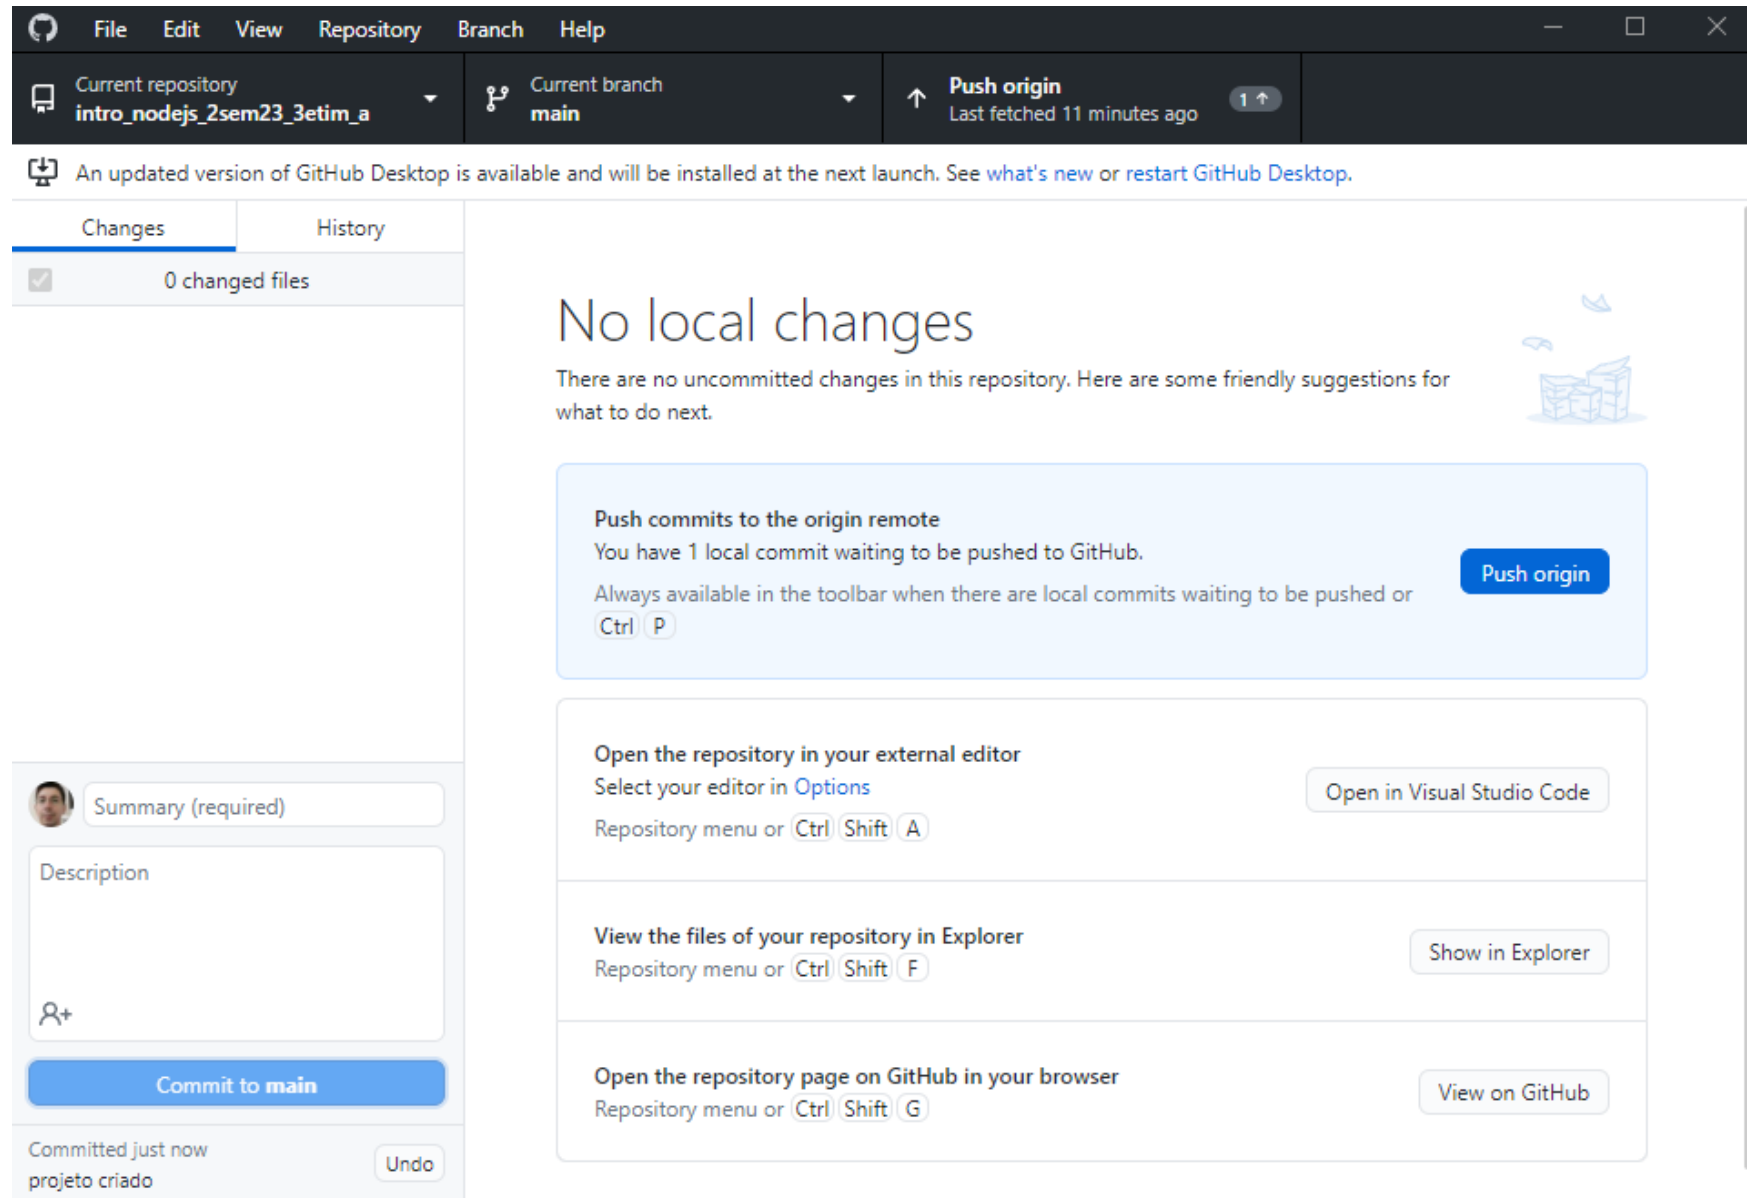 File Edit View Repository Branch Help
Current repository
intro_nodejs_2sem23_3etim_a
Current branch
main
Push origin
Last fetched 11 minutes ago
1
An updated version of GitHub Desktop is available and will be installed at the next launch. See what's new or restart GitHub Desktop.
Changes
History
0 changed files
No local changes
There are no uncommitted changes in this repository. Here are some friendly suggestions for
what to do next.
Push commits to the origin remote
You have 1 local commit waiting to be pushed to GitHub.
Always available in the toolbar when there are local commits waiting to be pushed or
Ctrl P
Push origin
Open the repository in your external editor
Select your editor in Options
Repository menu or Ctrl Shift A
Open in Visual Studio Code
View the files of your repository in Explorer
Repository menu or Ctrl Shift F
Show in Explorer
Open the repository page on GitHub in your browser
Repository menu or Ctrl Shift G
View on GitHub
Summary (required)
Description
Commit to main
Committed just now
projeto criado
Undo